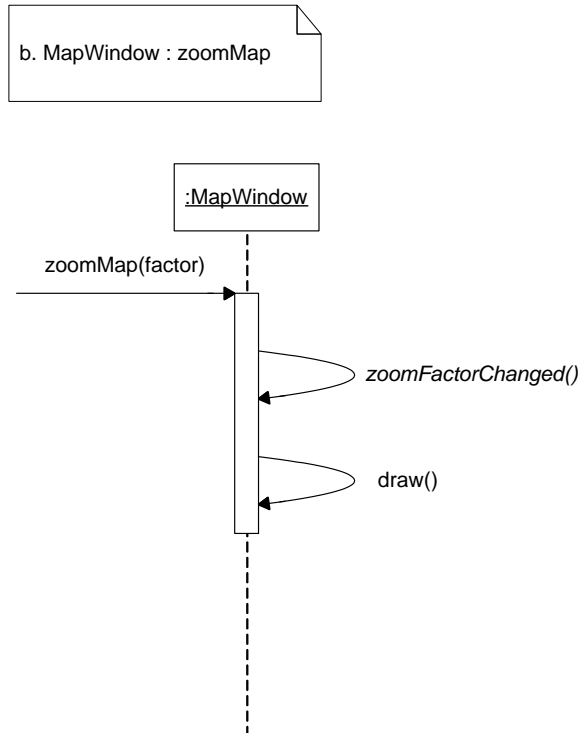 b. MapWindow : zoomMap
:MapWindow
zoomMap(factor)
zoomFactorChanged()
draw()